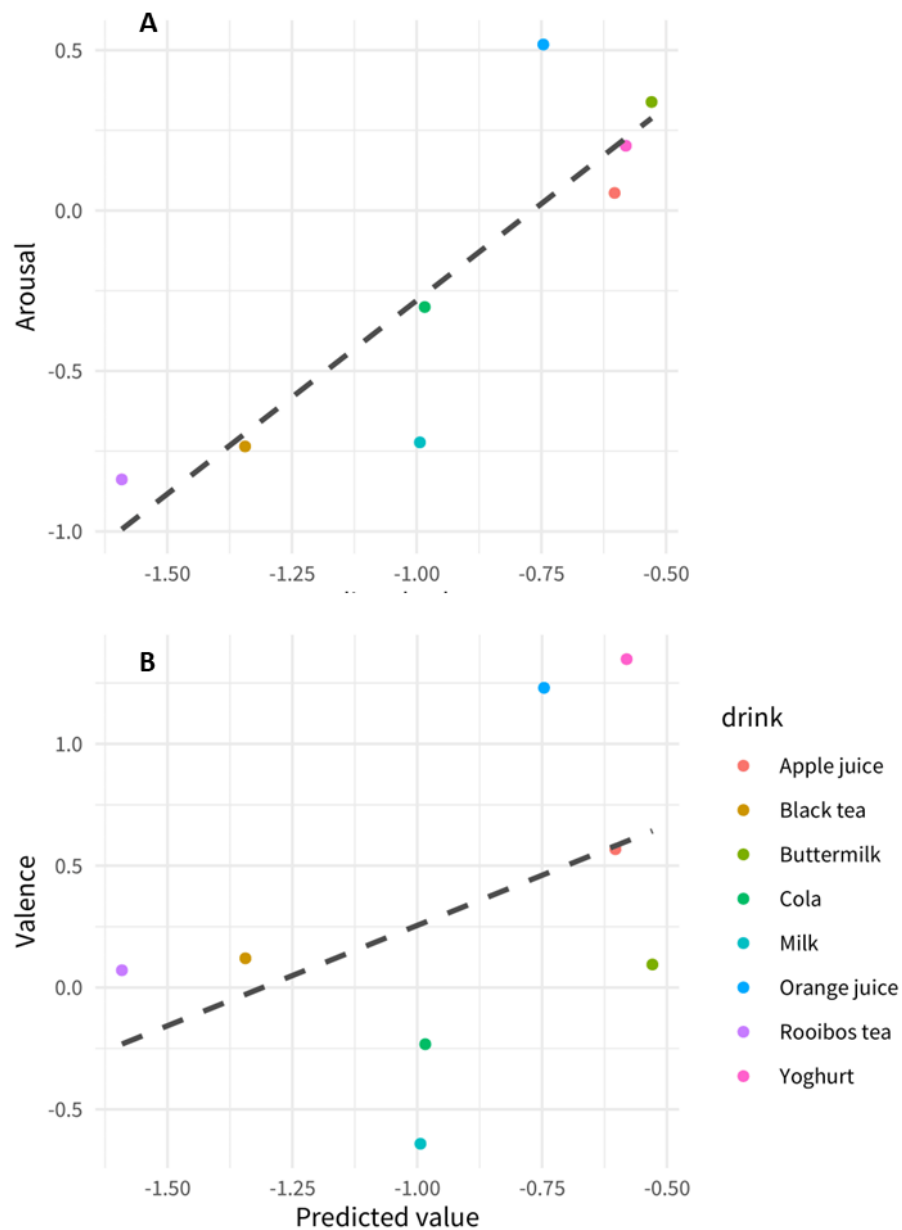 A
0.5
0.0
-0.5
-1.0
Arousal
-1.50 -1.25 -1.00 -0.75 -0.50
B
1.0
0.5
0.0
-0.5
Valence
-1.50 -1.25 -1.00 -0.75 -0.50
Predicted value
drink
Apple juice
Black tea
Buttermilk
Cola
Milk
Orange juice
Rooibos tea
Yoghurt